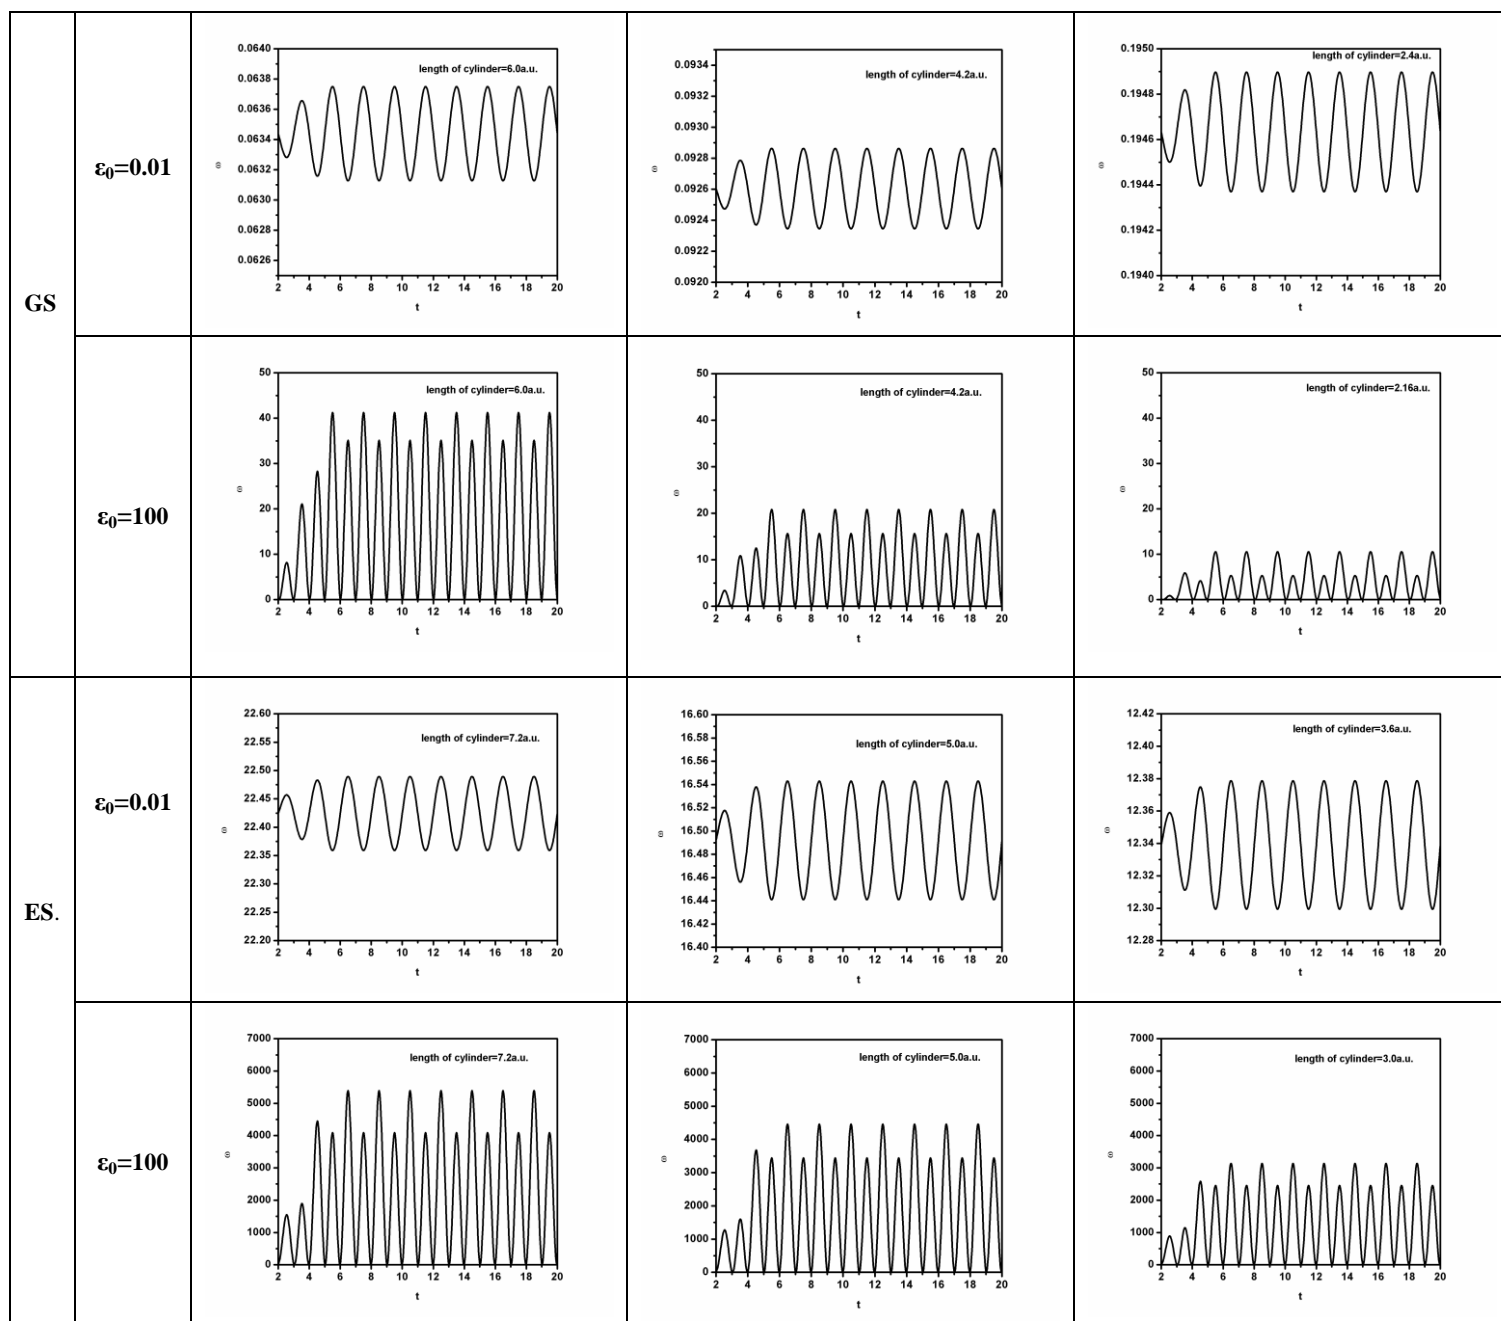 GS
ε₀=0.01
0.0640
0.0638
0.0636
0.0634
0.0632
0.0630
0.0628
0.0626
length of cylinder=6.0a.u.
ω
2 4 6 8 10 12 14 16 18 20
t
0.0934
0.0932
0.0930
0.0928
0.0926
0.0924
0.0922
0.0920
length of cylinder=4.2a.u.
ω
2 4 6 8 10 12 14 16 18 20
t
0.1950
0.1948
0.1946
0.1944
0.1942
0.1940
length of cylinder=2.4a.u.
ω
2 4 6 8 10 12 14 16 18 20
t
ε₀=100
50
40
30
20
10
0
length of cylinder=6.0a.u.
ω
2 4 6 8 10 12 14 16 18 20
t
50
40
30
20
10
0
length of cylinder=4.2a.u.
ω
2 4 6 8 10 12 14 16 18 20
t
50
40
30
20
10
0
length of cylinder=2.16a.u.
ω
2 4 6 8 10 12 14 16 18 20
t
ES.
ε₀=0.01
22.60
22.55
22.50
22.45
22.40
22.35
22.30
22.25
22.20
length of cylinder=7.2a.u.
ω
2 4 6 8 10 12 14 16 18 20
t
16.60
16.58
16.56
16.54
16.52
16.50
16.48
16.46
16.44
16.42
16.40
length of cylinder=5.0a.u.
ω
2 4 6 8 10 12 14 16 18 20
t
12.42
12.40
12.38
12.36
12.34
12.32
12.30
12.28
length of cylinder=3.6a.u.
ω
2 4 6 8 10 12 14 16 18 20
t
ε₀=100
7000
6000
5000
4000
3000
2000
1000
0
length of cylinder=7.2a.u.
ω
2 4 6 8 10 12 14 16 18 20
t
7000
6000
5000
4000
3000
2000
1000
0
length of cylinder=5.0a.u.
ω
2 4 6 8 10 12 14 16 18 20
t
7000
6000
5000
4000
3000
2000
1000
0
length of cylinder=3.0a.u.
ω
2 4 6 8 10 12 14 16 18 20
t